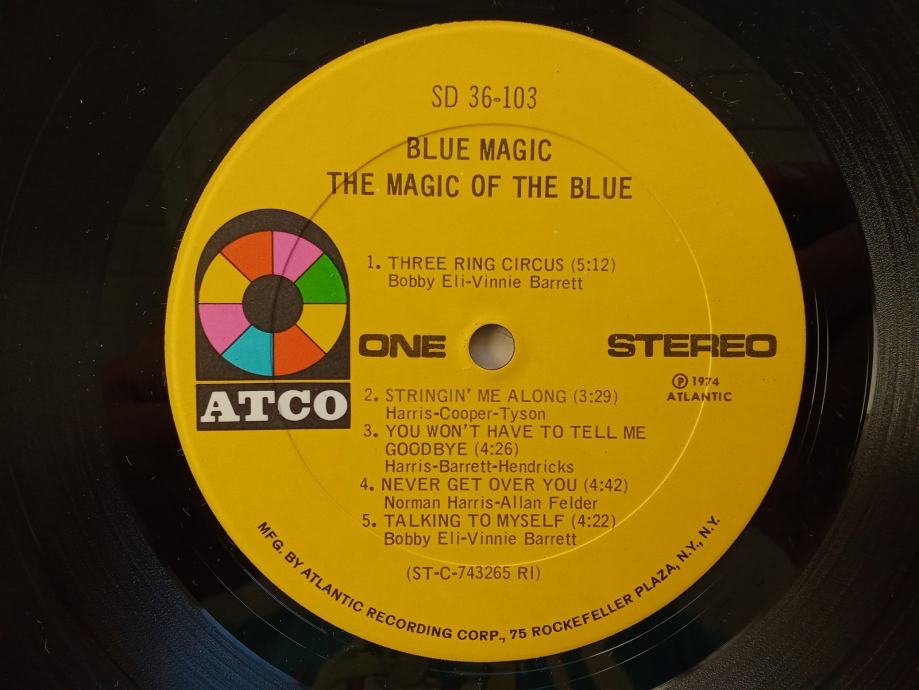 SD 36-103
BLUE MAGIC
THE MAGIC OF THE BLUE
1. THREE RING CIRCUS (5:12)
Bobby Eli-Vinnie Barrett
ONE
STEREO
ATCO
℗ 1974
ATLANTIC
2. STRINGIN' ME ALONG (3:29)
Harris-Cooper-Tyson
3. YOU WON'T HAVE TO TELL ME
GOODBYE (4:26)
Harris-Barrett-Hendricks
4. NEVER GET OVER YOU (4:42)
Norman Harris-Allan Felder
5. TALKING TO MYSELF (4:22)
Bobby Eli-Vinnie Barrett
(ST-C-743265 RI)
MFG. BY ATLANTIC RECORDING CORP., 75 ROCKEFELLER PLAZA, N.Y., N.Y.